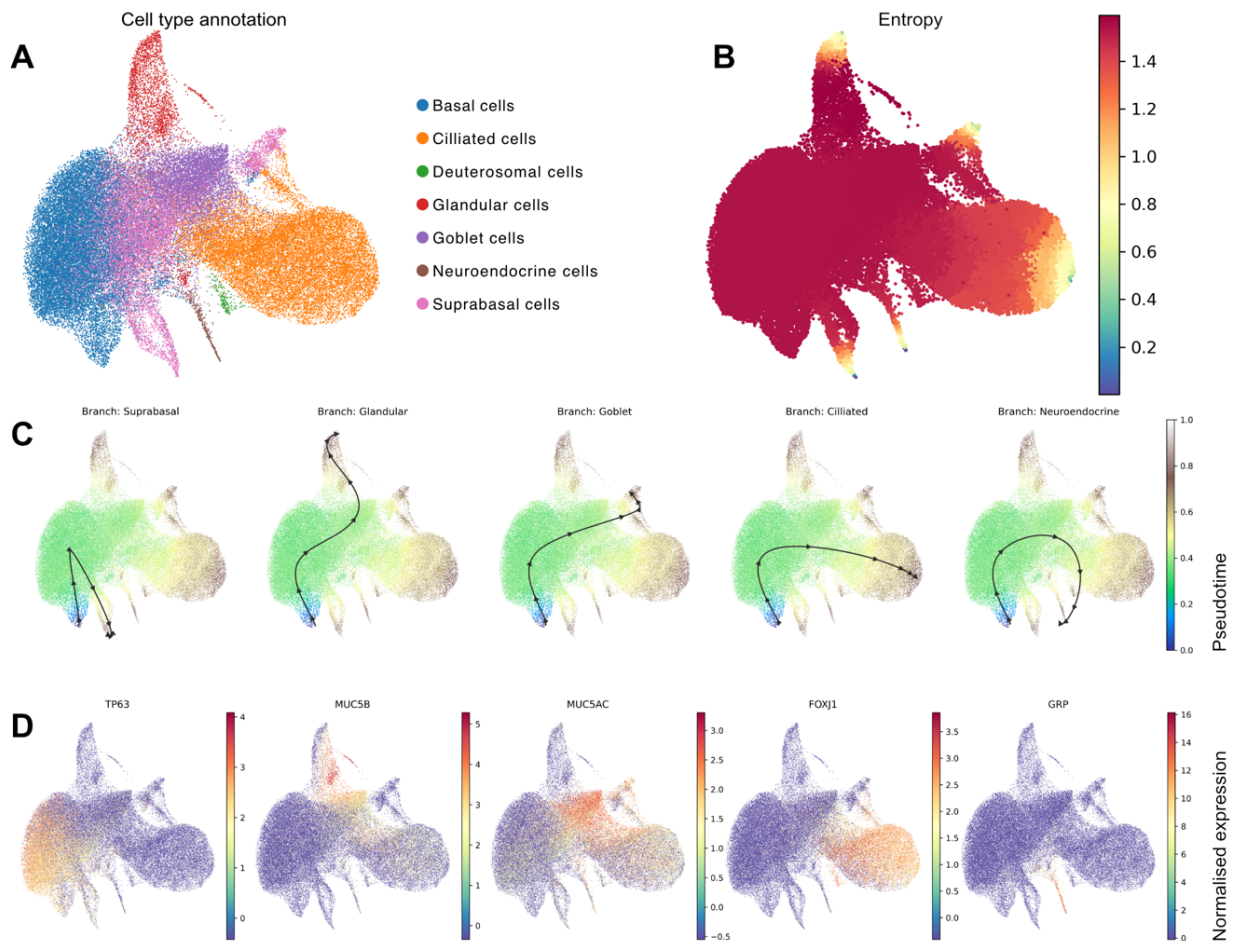 Cell type annotation
Entropy
A
B
Basal cells
Cilliated cells
Deuterosomal cells
Glandular cells
Goblet cells
Neuroendocrine cells
Suprabasal cells
1.4
1.2
1.0
0.8
0.6
0.4
0.2
C
Branch: Suprabasal
Branch: Glandular
Branch: Goblet
Branch: Cilliated
Branch: Neuroendocrine
1.0
0.8
0.6
0.4
0.2
0.0
Pseudotime
D
TP63
4
3
2
1
0
MUC5B
5
4
3
2
1
0
MUC5AC
3.0
2.5
2.0
1.5
1.0
0.5
0.0
−0.5
FOXJ1
3.5
3.0
2.5
2.0
1.5
1.0
0.5
0.0
GRP
16
14
12
10
8
6
4
2
0
Normalised expression